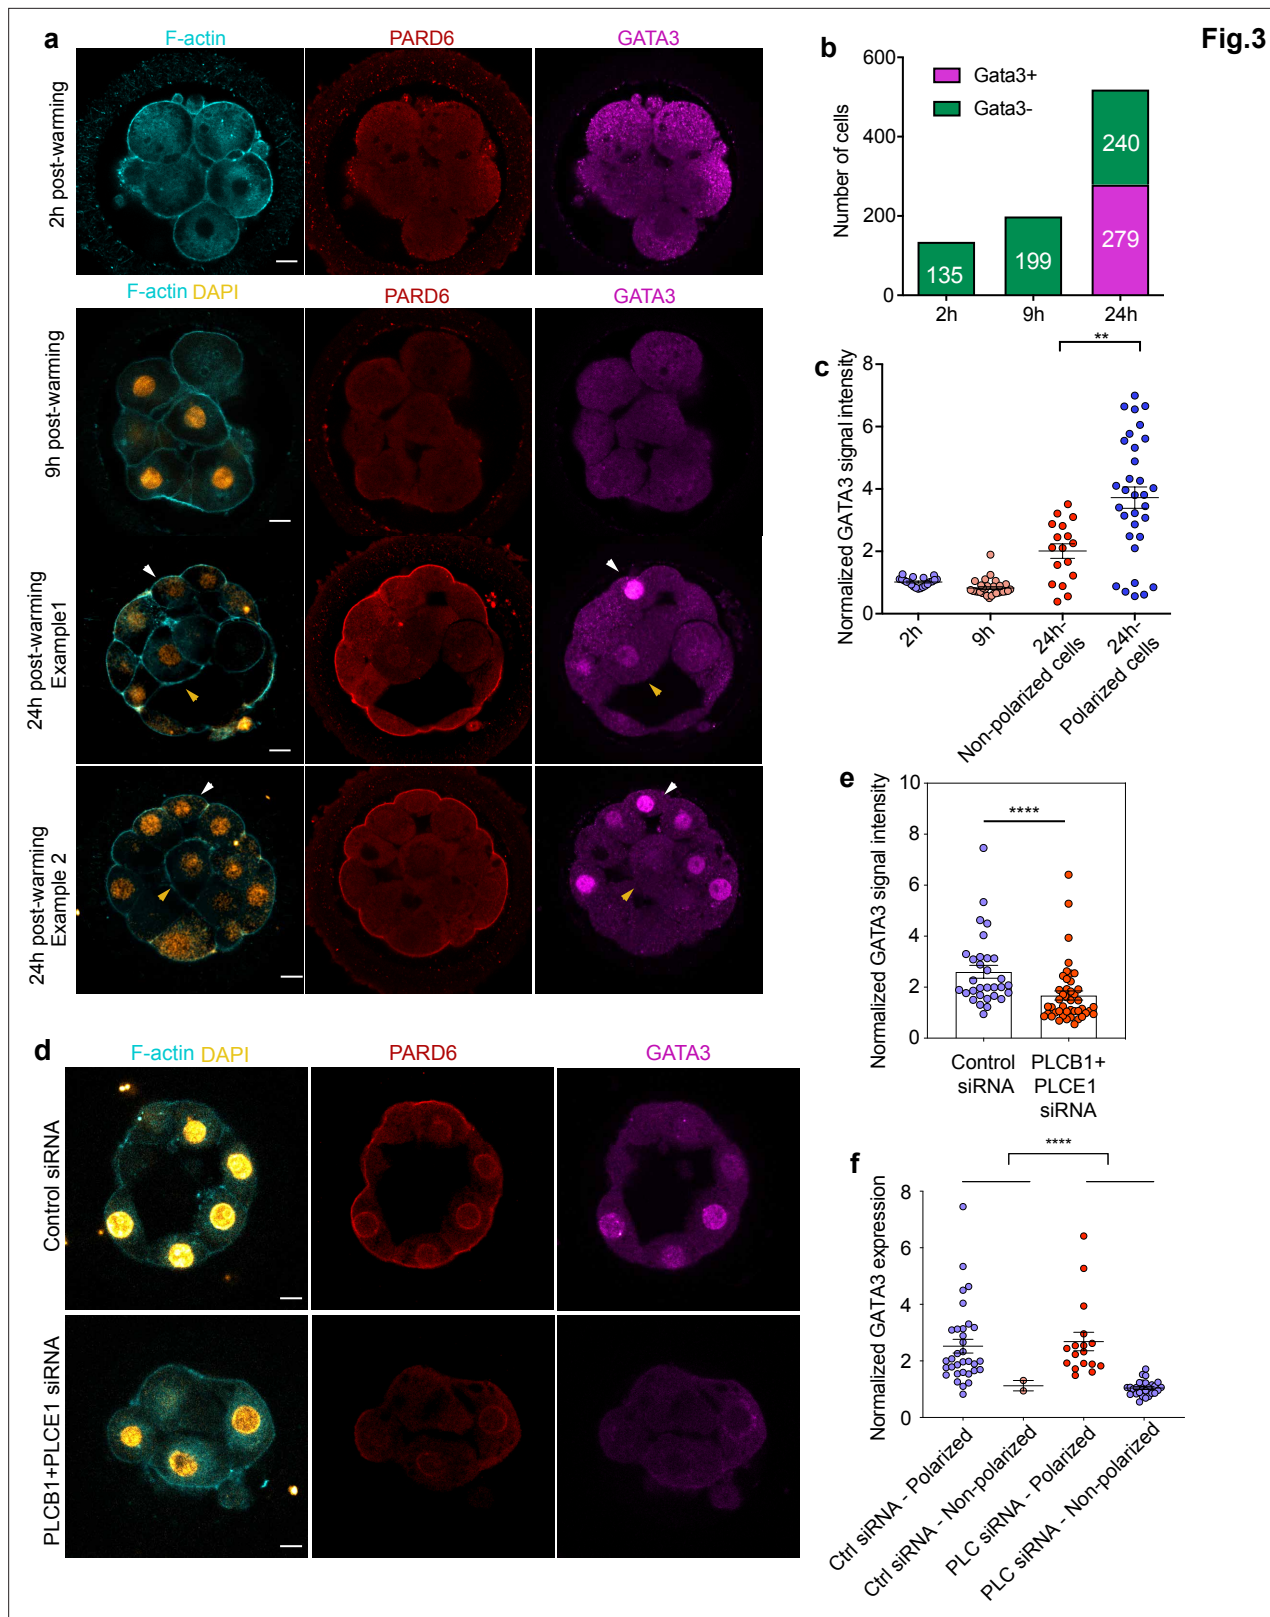 Fig.3
a
F-actin PARD6 GATA3
2h post-warming
F-actin DAPI PARD6 GATA3
9h post-warming
24h post-warming
Example1
24h post-warming
Example 2
b
Number of cells
600
400
200
0
Gata3+
Gata3-
135
199
240
279
2h 9h 24h
c
Normalized GATA3 signal intensity
8
6
4
2
0
**
2h
9h
24h-
Non-polarized cells
24h-
Polarized cells
d
F-actin DAPI PARD6 GATA3
Control siRNA
PLCB1+PLCE1 siRNA
e
Normalized GATA3 signal intensity
10
8
6
4
2
0
****
Control
siRNA
PLCB1+
PLCE1
siRNA
f
Normalized GATA3 expression
8
6
4
2
0
****
Ctrl siRNA - Polarized
Ctrl siRNA - Non-polarized
PLC siRNA - Polarized
PLC siRNA - Non-polarized